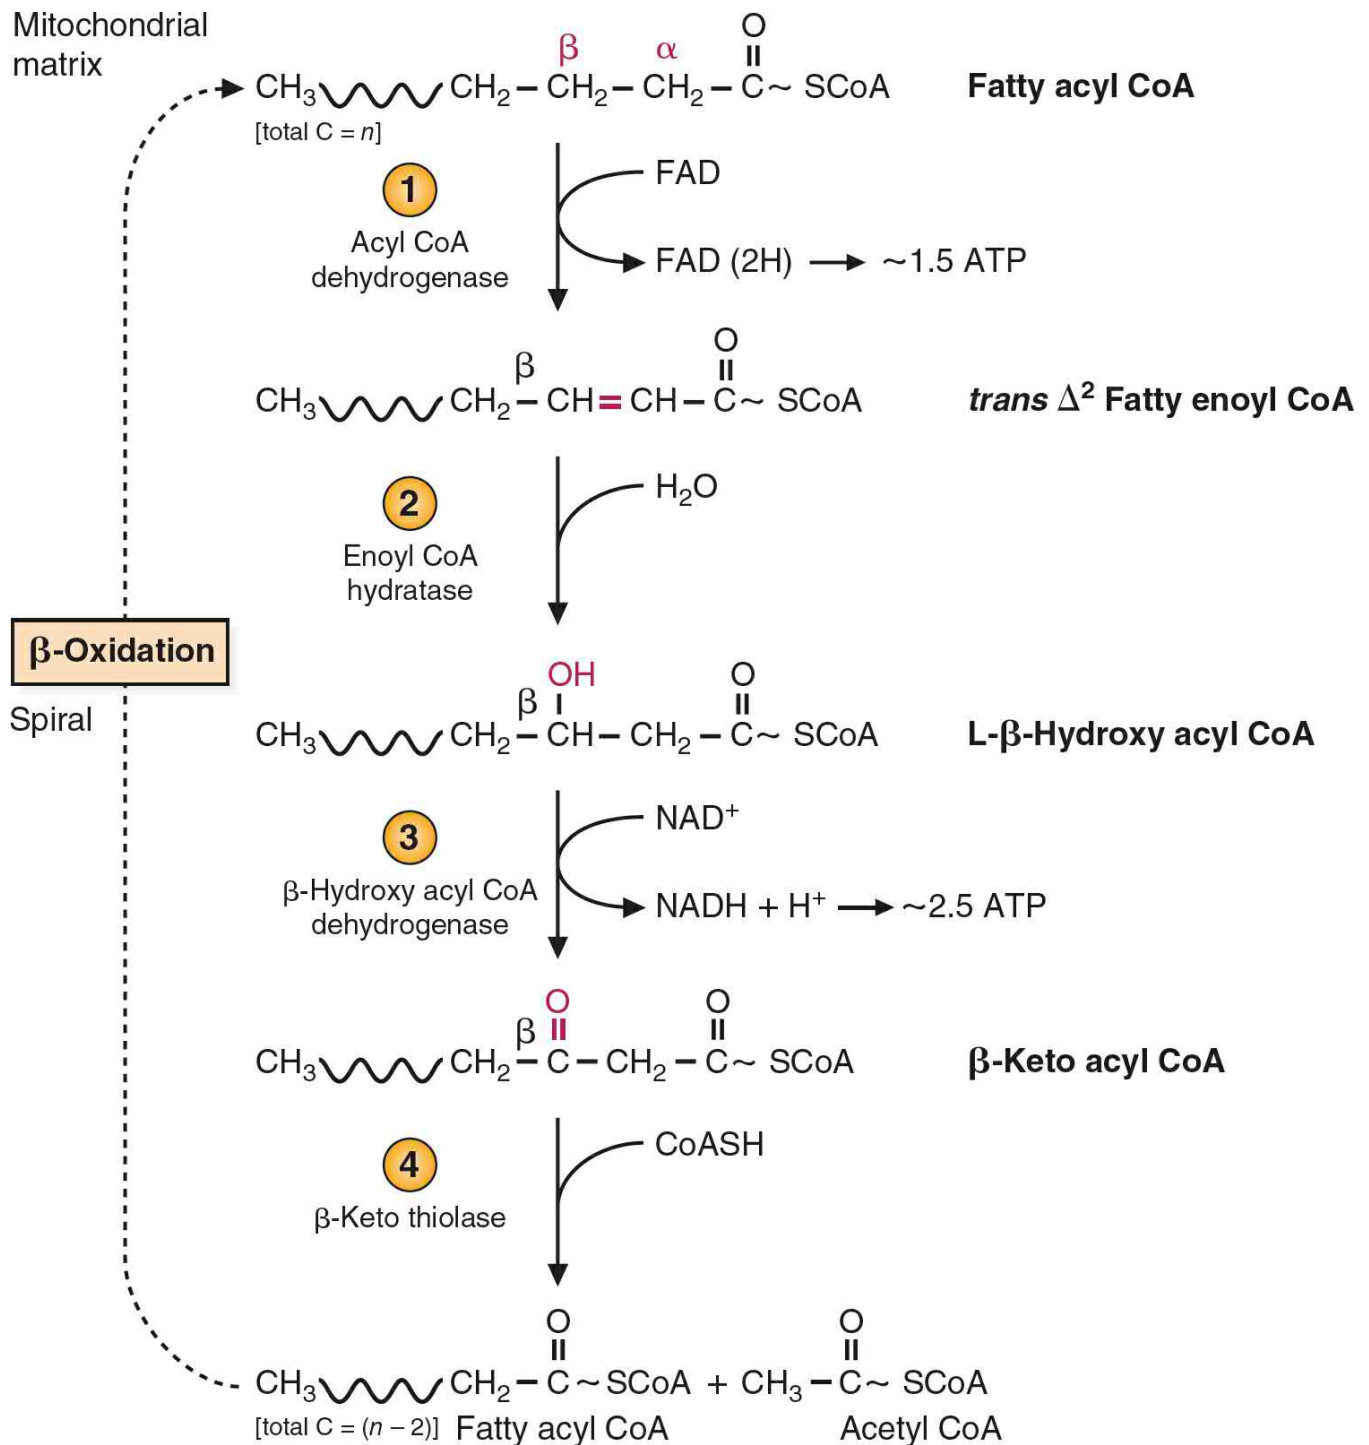 Mitochondrial
matrix
β α O
CH₃ CH₂ – CH₂ – CH₂ – C ~ SCoA Fatty acyl CoA
[total C = n]
1
Acyl CoA
dehydrogenase
FAD
FAD (2H) → ~1.5 ATP
β O
CH₃ CH₂ – CH = CH – C ~ SCoA trans Δ² Fatty enoyl CoA
2
Enoyl CoA
hydratase
H₂O
β-Oxidation
Spiral
OH O
β
CH₃ CH₂ – CH – CH₂ – C ~ SCoA L-β-Hydroxy acyl CoA
3
β-Hydroxy acyl CoA
dehydrogenase
NAD⁺
NADH + H⁺ → ~2.5 ATP
O O
β
CH₃ CH₂ – C – CH₂ – C ~ SCoA β-Keto acyl CoA
4
β-Keto thiolase
CoASH
O O
CH₃ CH₂ – C ~ SCoA + CH₃ – C ~ SCoA
[total C = (n – 2)] Fatty acyl CoA Acetyl CoA